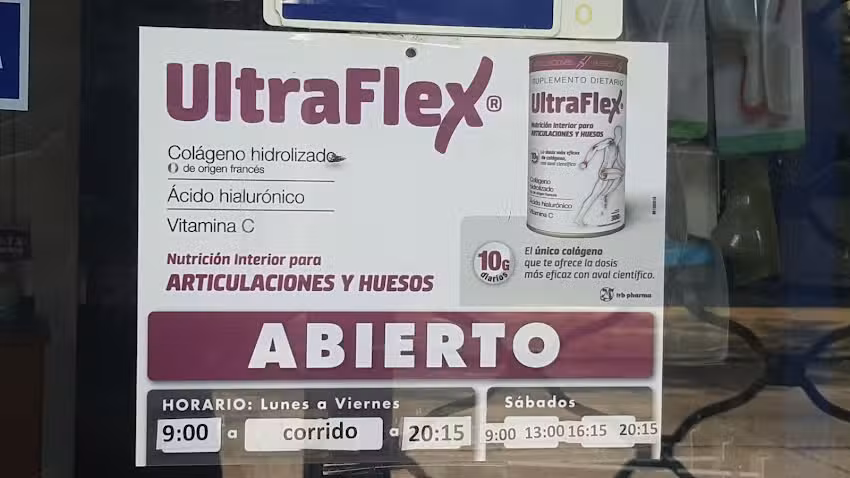 UltraFlex®
Colágeno hidrolizado
de origen francés
Ácido hialurónico
Vitamina C
Nutrición Interior para
ARTICULACIONES Y HUESOS
SUPLEMENTO DIETARIO
UltraFlex
Nutrición Interior para
ARTICULACIONES Y HUESOS
Colágeno
hidrolizado
Ácido hialurónico
Vitamina C
10G
diarios
El único colágeno
que te ofrece la dosis
más eficaz con aval científico.
trb pharma
ABIERTO
HORARIO: Lunes a Viernes
9:00 a corrido a 20:15
Sábados
9:00 13:00 16:15 20:15